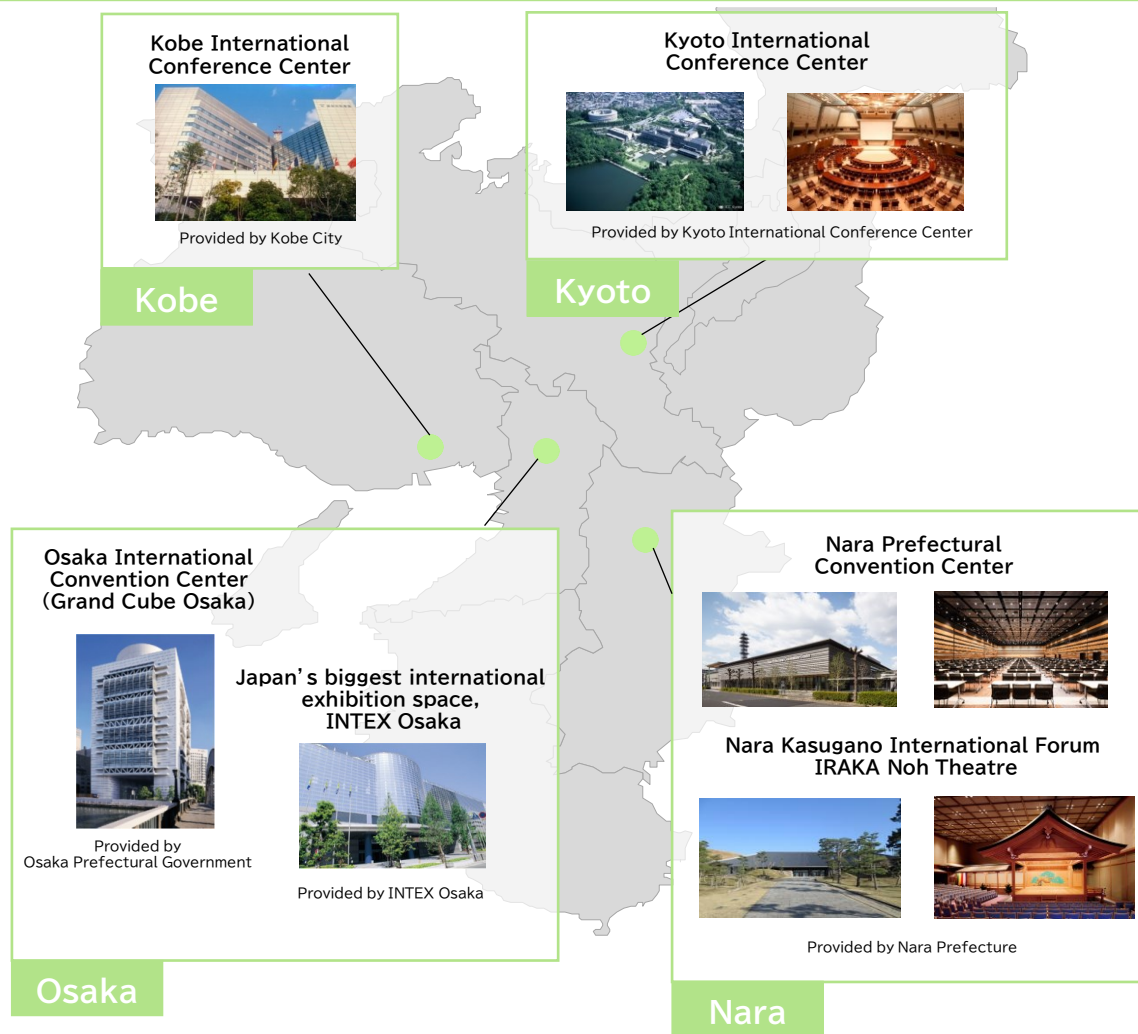 Kobe International
Conference Center
Provided by Kobe City
Kobe
Kyoto International
Conference Center
Provided by Kyoto International Conference Center
Kyoto
Osaka International
Convention Center
(Grand Cube Osaka)
Provided by
Osaka Prefectural Government
Japan’s biggest international
exhibition space,
INTEX Osaka
Provided by INTEX Osaka
Osaka
Nara Prefectural
Convention Center
Nara Kasugano International Forum
IRAKA Noh Theatre
Provided by Nara Prefecture
Nara